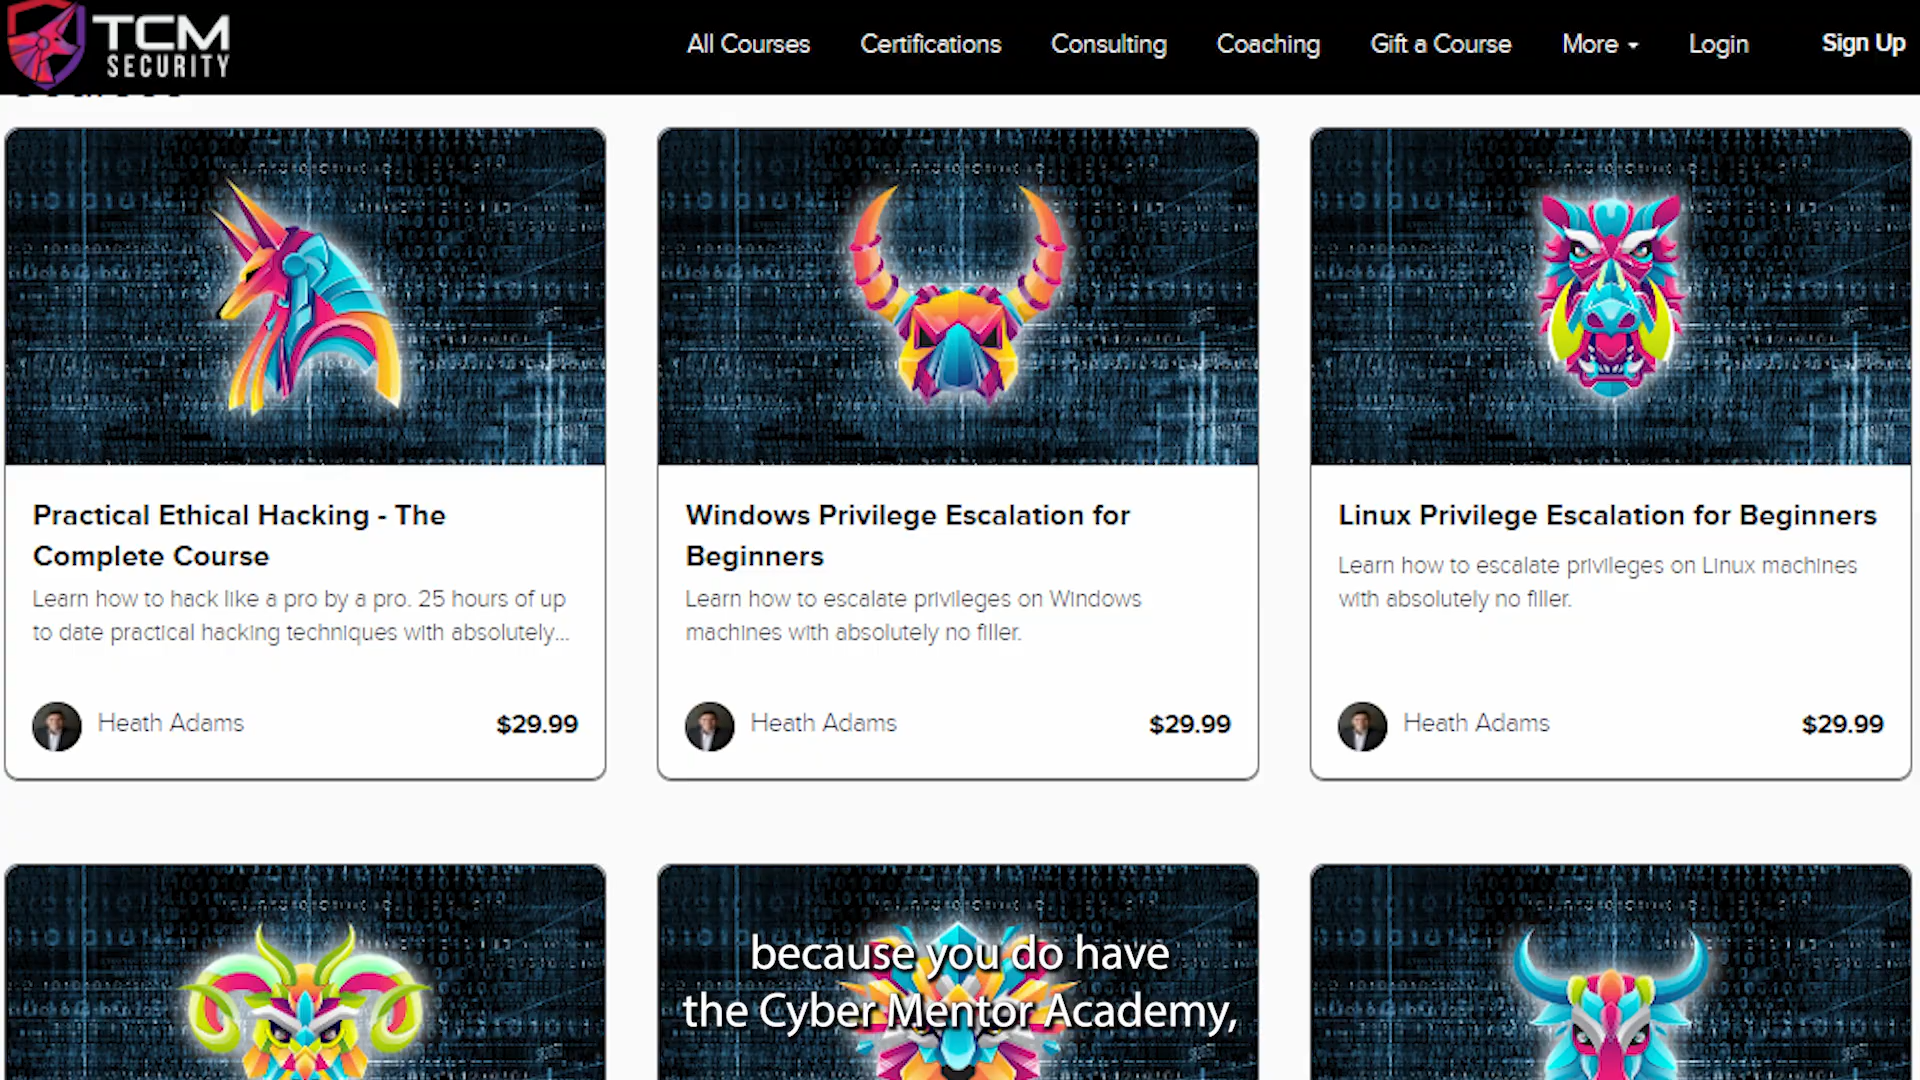 TCM
SECURITY
All Courses
Certifications
Consulting
Coaching
Gift a Course
More
Login
Sign Up
Practical Ethical Hacking - The
Complete Course
Learn how to hack like a pro by a pro. 25 hours of up
to date practical hacking techniques with absolutely...
Heath Adams
$29.99
Windows Privilege Escalation for
Beginners
Learn how to escalate privileges on Windows
machines with absolutely no filler.
Heath Adams
$29.99
Linux Privilege Escalation for Beginners
Learn how to escalate privileges on Linux machines
with absolutely no filler.
Heath Adams
$29.99
because you do have
the Cyber Mentor Academy,